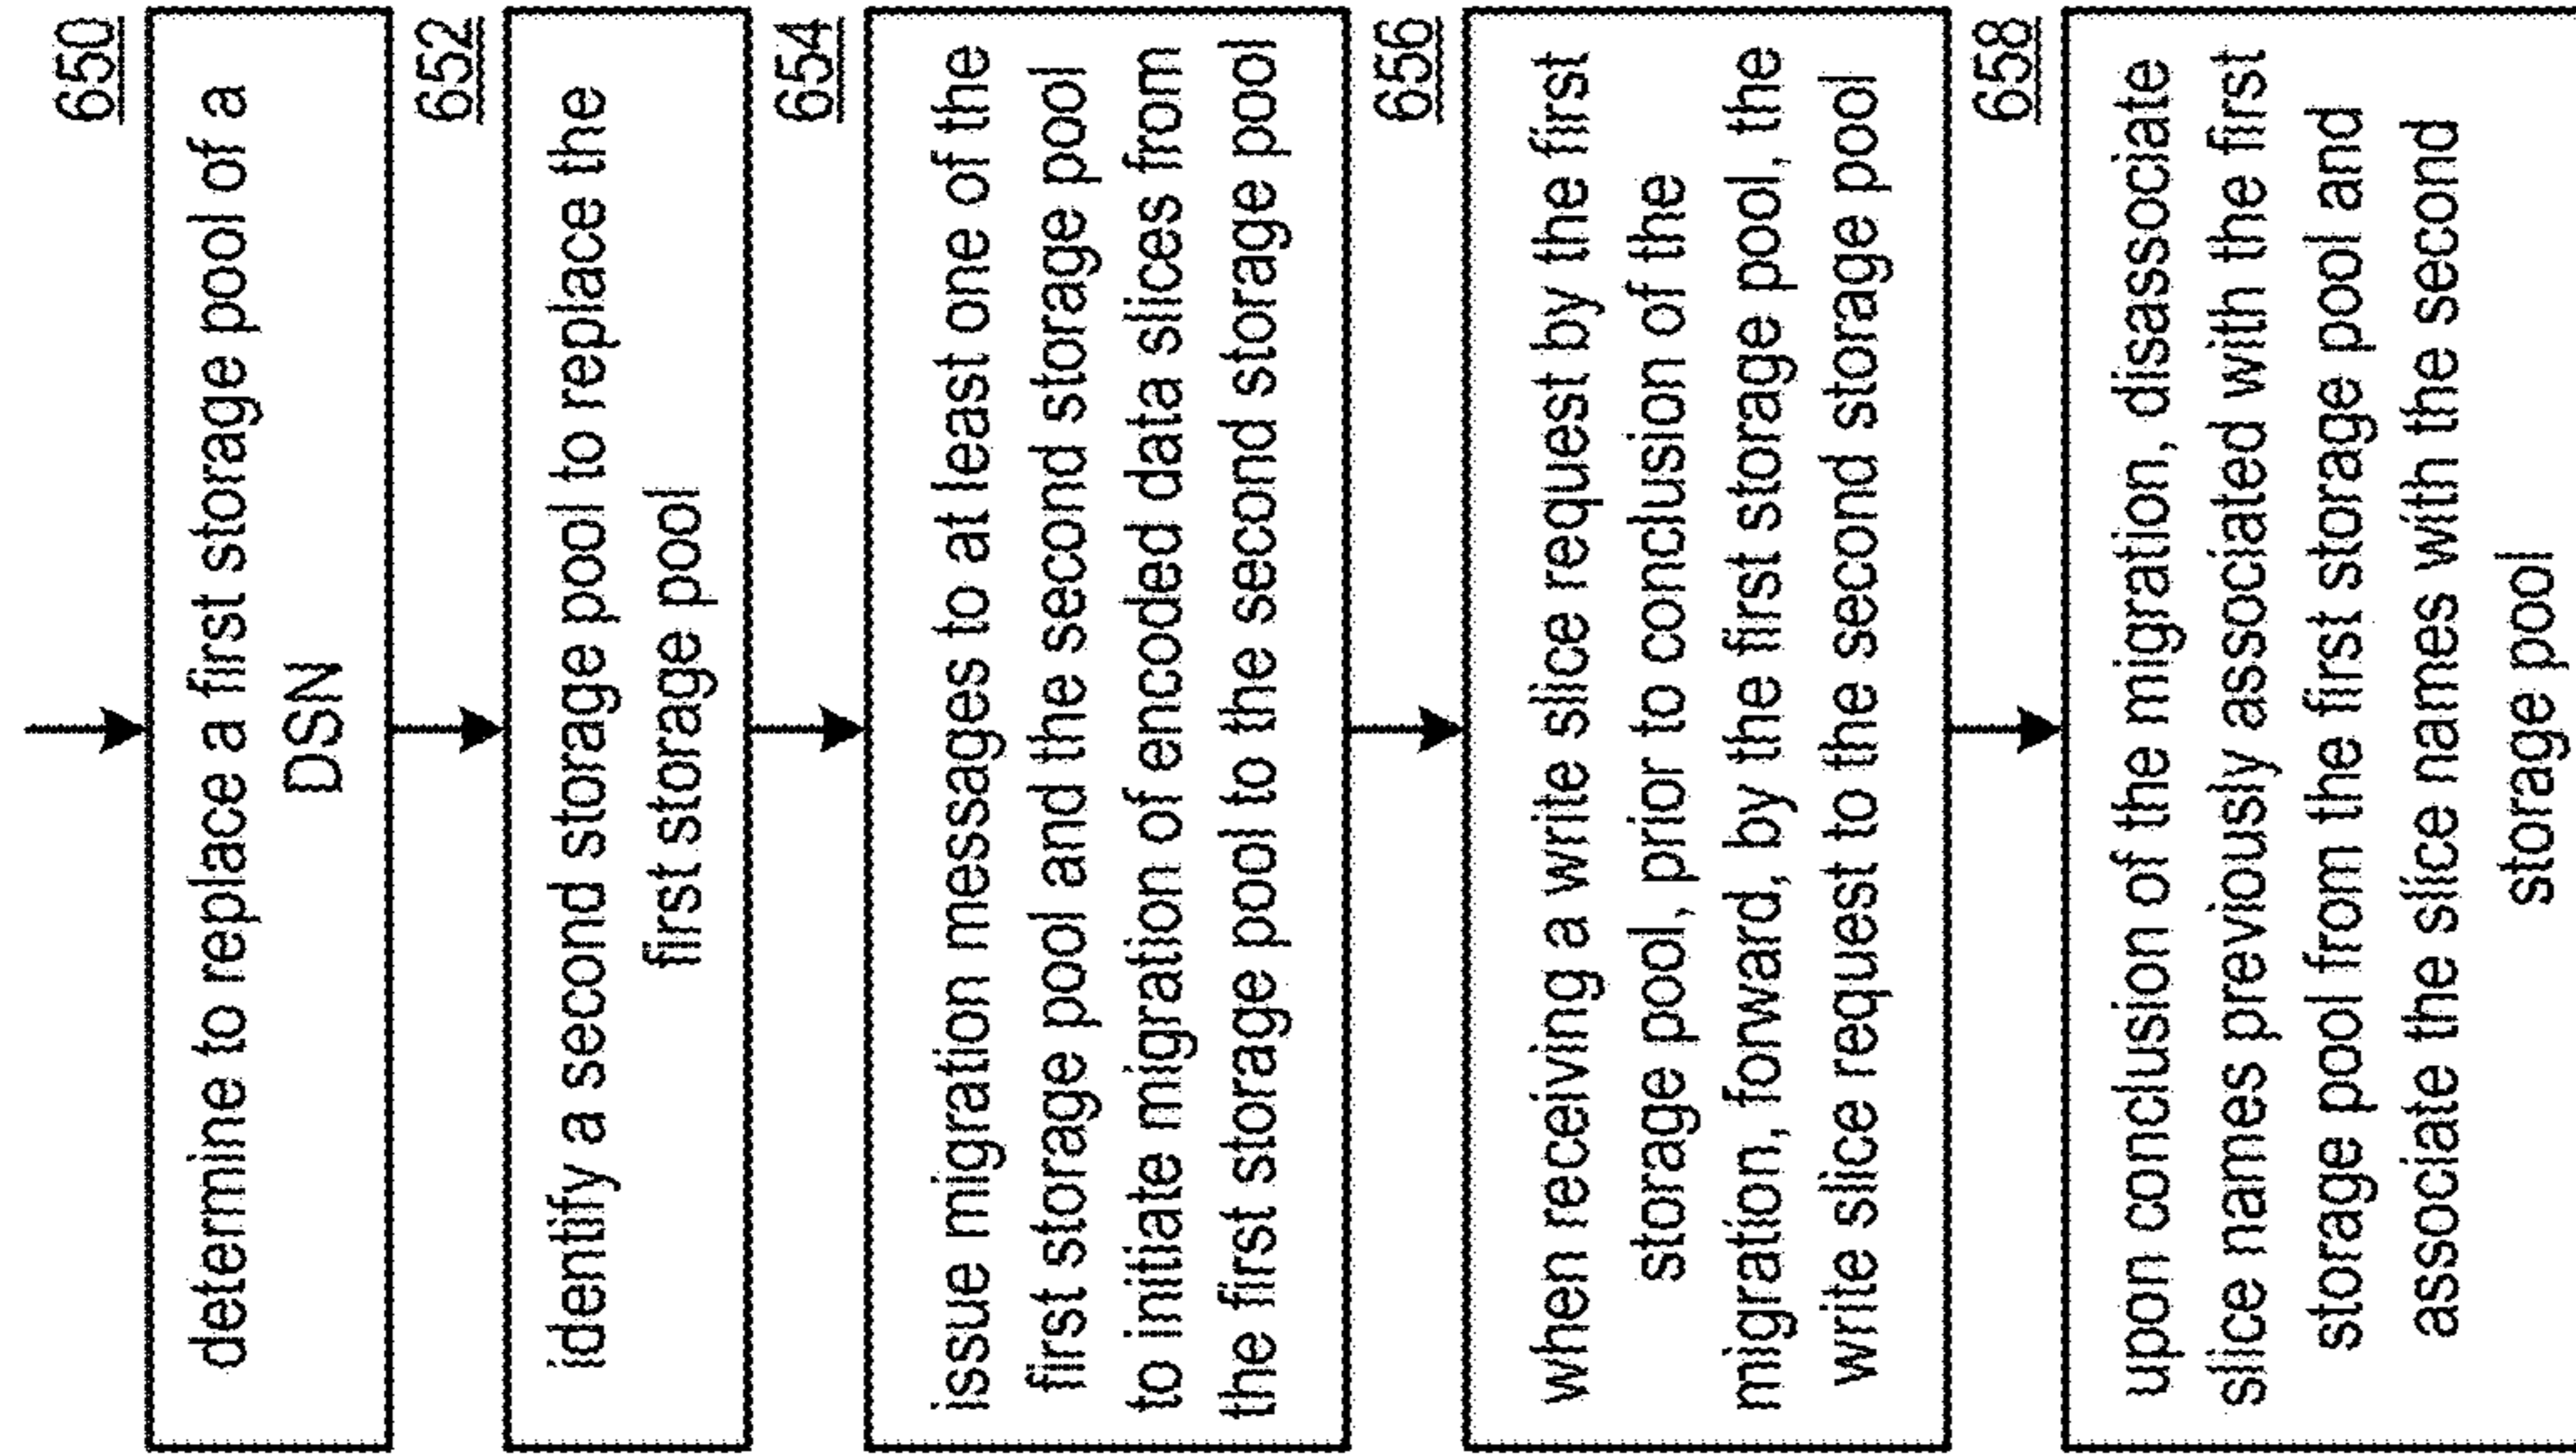 650
determine to replace a first storage pool of a
DSN
652
identify a second storage pool to replace the
first storage pool
654
issue migration messages to at least one of the
first storage pool and the second storage pool
to initiate migration of encoded data slices from
the first storage pool to the second storage pool
656
when receiving a write slice request by the first
storage pool, prior to conclusion of the
migration, forward, by the first storage pool, the
write slice request to the second storage pool
658
upon conclusion of the migration, disassociate
slice names previously associated with the first
storage pool from the first storage pool and
associate the slice names with the second
storage pool